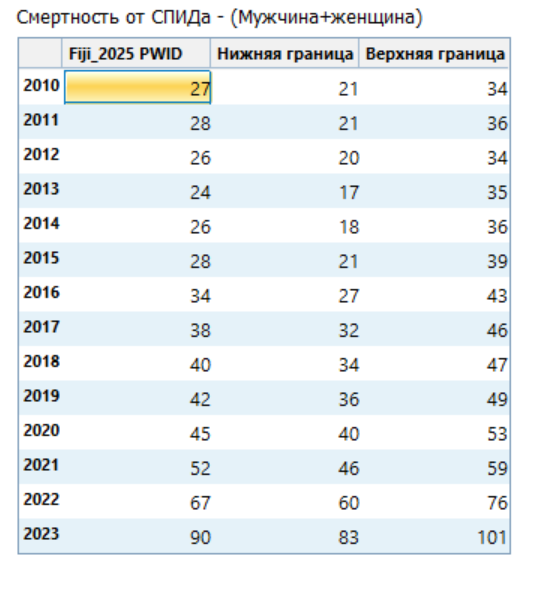 Смертность от СПИДа - (Мужчина+женщина)
Fiji_2025 PWID Нижняя граница Верхняя граница
2010 27 21 34
2011 28 21 36
2012 26 20 34
2013 24 17 35
2014 26 18 36
2015 28 21 39
2016 34 27 43
2017 38 32 46
2018 40 34 47
2019 42 36 49
2020 45 40 53
2021 52 46 59
2022 67 60 76
2023 90 83 101